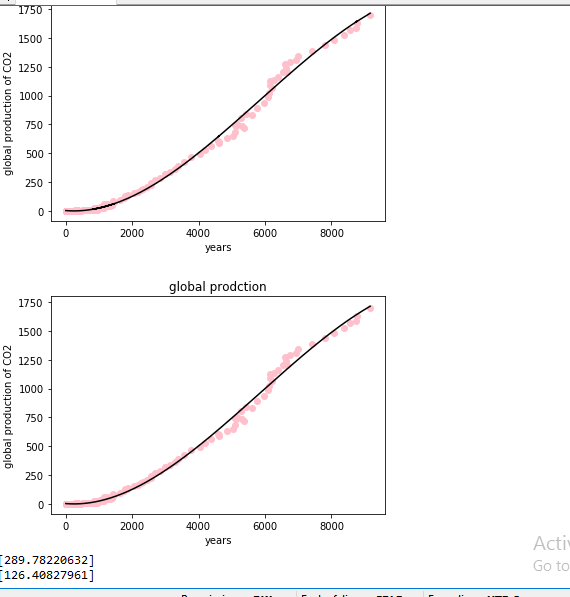 1750
1500
1250
1000
750
500
250
0
global production of CO2
0 2000 4000 6000 8000
years
global prodction
1750
1500
1250
1000
750
500
250
0
global production of CO2
0 2000 4000 6000 8000
years
[289.78220632]
[126.40827961]
Activ
Go to